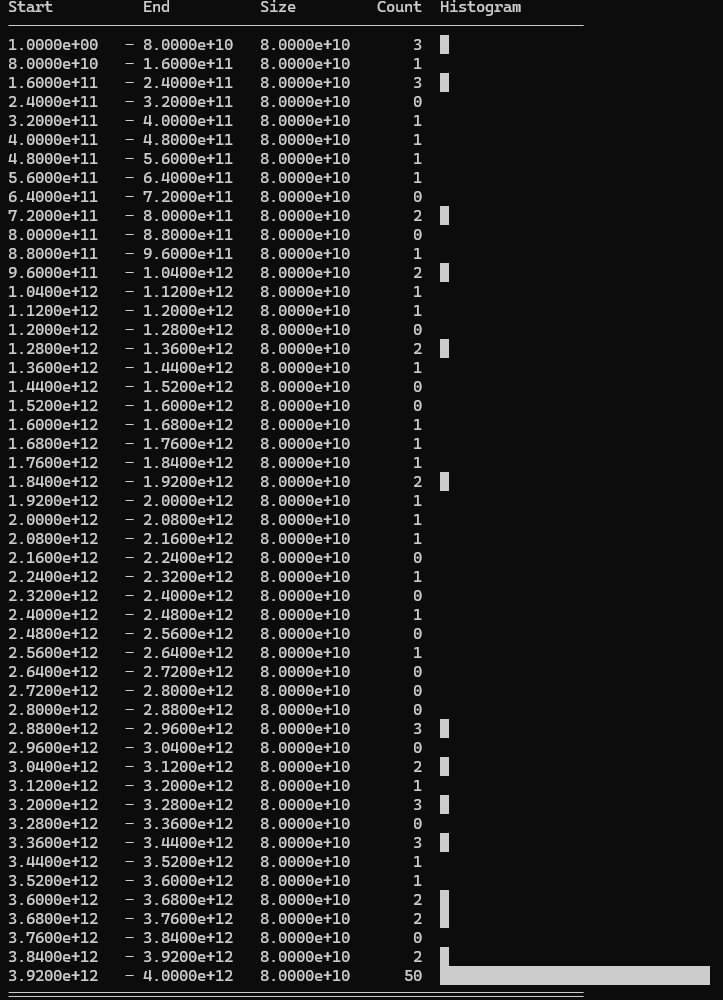 Start End Size Count Histogram
1.0000e+00 - 8.0000e+10 8.0000e+10 3
8.0000e+10 - 1.6000e+11 8.0000e+10 1
1.6000e+11 - 2.4000e+11 8.0000e+10 3
2.4000e+11 - 3.2000e+11 8.0000e+10 0
3.2000e+11 - 4.0000e+11 8.0000e+10 1
4.0000e+11 - 4.8000e+11 8.0000e+10 1
4.8000e+11 - 5.6000e+11 8.0000e+10 1
5.6000e+11 - 6.4000e+11 8.0000e+10 1
6.4000e+11 - 7.2000e+11 8.0000e+10 0
7.2000e+11 - 8.0000e+11 8.0000e+10 2
8.0000e+11 - 8.8000e+11 8.0000e+10 0
8.8000e+11 - 9.6000e+11 8.0000e+10 1
9.6000e+11 - 1.0400e+12 8.0000e+10 2
1.0400e+12 - 1.1200e+12 8.0000e+10 1
1.1200e+12 - 1.2000e+12 8.0000e+10 1
1.2000e+12 - 1.2800e+12 8.0000e+10 0
1.2800e+12 - 1.3600e+12 8.0000e+10 2
1.3600e+12 - 1.4400e+12 8.0000e+10 1
1.4400e+12 - 1.5200e+12 8.0000e+10 0
1.5200e+12 - 1.6000e+12 8.0000e+10 0
1.6000e+12 - 1.6800e+12 8.0000e+10 1
1.6800e+12 - 1.7600e+12 8.0000e+10 1
1.7600e+12 - 1.8400e+12 8.0000e+10 1
1.8400e+12 - 1.9200e+12 8.0000e+10 2
1.9200e+12 - 2.0000e+12 8.0000e+10 1
2.0000e+12 - 2.0800e+12 8.0000e+10 1
2.0800e+12 - 2.1600e+12 8.0000e+10 1
2.1600e+12 - 2.2400e+12 8.0000e+10 0
2.2400e+12 - 2.3200e+12 8.0000e+10 1
2.3200e+12 - 2.4000e+12 8.0000e+10 0
2.4000e+12 - 2.4800e+12 8.0000e+10 1
2.4800e+12 - 2.5600e+12 8.0000e+10 0
2.5600e+12 - 2.6400e+12 8.0000e+10 1
2.6400e+12 - 2.7200e+12 8.0000e+10 0
2.7200e+12 - 2.8000e+12 8.0000e+10 0
2.8000e+12 - 2.8800e+12 8.0000e+10 0
2.8800e+12 - 2.9600e+12 8.0000e+10 3
2.9600e+12 - 3.0400e+12 8.0000e+10 0
3.0400e+12 - 3.1200e+12 8.0000e+10 2
3.1200e+12 - 3.2000e+12 8.0000e+10 1
3.2000e+12 - 3.2800e+12 8.0000e+10 3
3.2800e+12 - 3.3600e+12 8.0000e+10 0
3.3600e+12 - 3.4400e+12 8.0000e+10 3
3.4400e+12 - 3.5200e+12 8.0000e+10 1
3.5200e+12 - 3.6000e+12 8.0000e+10 1
3.6000e+12 - 3.6800e+12 8.0000e+10 2
3.6800e+12 - 3.7600e+12 8.0000e+10 2
3.7600e+12 - 3.8400e+12 8.0000e+10 0
3.8400e+12 - 3.9200e+12 8.0000e+10 2
3.9200e+12 - 4.0000e+12 8.0000e+10 50